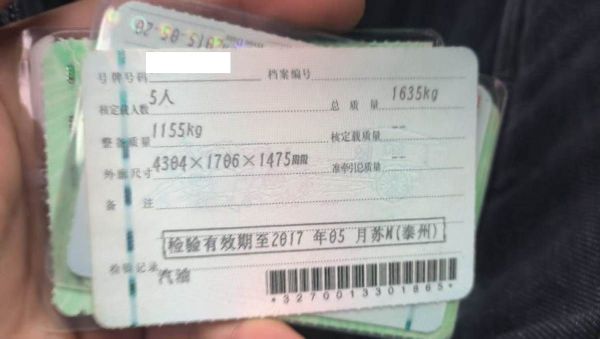 号牌号码 档案编号
核定载人数 5人 总质量 1635kg
整备质量 1155kg 核定载质量 --
外廓尺寸 4304×1706×1475mm 准牵引总质量 --
备注
检验有效期至2017 年05 月苏M(泰州)
检验记录
汽油
*3270013301865*